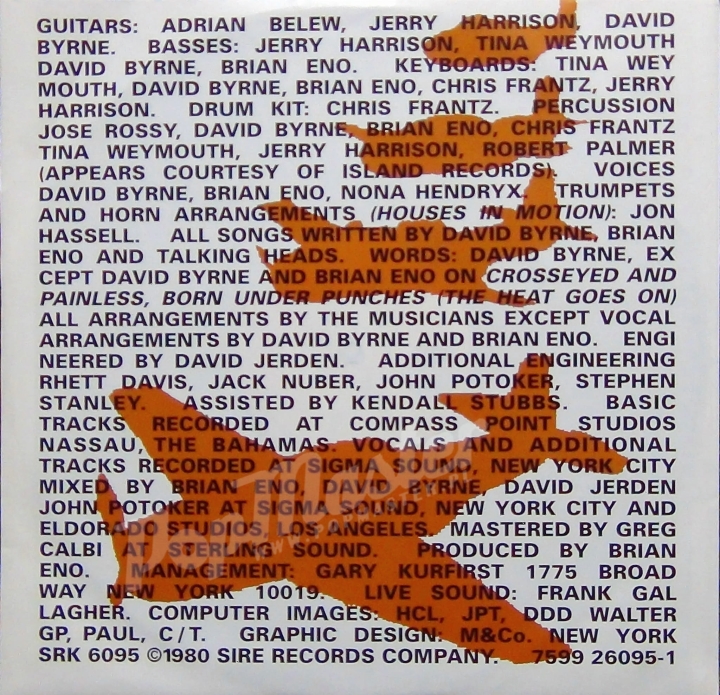 GUITARS: ADRIAN BELEW, JERRY HARRISON, DAVID
BYRNE. BASSES: JERRY HARRISON, TINA WEYMOUTH
DAVID BYRNE, BRIAN ENO. KEYBOARDS: TINA WEY
MOUTH, DAVID BYRNE, BRIAN ENO, CHRIS FRANTZ, JERRY
HARRISON. DRUM KIT: CHRIS FRANTZ. PERCUSSION
JOSE ROSSY, DAVID BYRNE, BRIAN ENO, CHRIS FRANTZ
TINA WEYMOUTH, JERRY HARRISON, ROBERT PALMER
(APPEARS COURTESY OF ISLAND RECORDS). VOICES
DAVID BYRNE, BRIAN ENO, NONA HENDRYX. TRUMPETS
AND HORN ARRANGEMENTS (HOUSES IN MOTION): JON
HASSELL. ALL SONGS WRITTEN BY DAVID BYRNE, BRIAN
ENO AND TALKING HEADS. WORDS: DAVID BYRNE, EX
CEPT DAVID BYRNE AND BRIAN ENO ON CROSSEYED AND
PAINLESS, BORN UNDER PUNCHES (THE HEAT GOES ON)
ALL ARRANGEMENTS BY THE MUSICIANS EXCEPT VOCAL
ARRANGEMENTS BY DAVID BYRNE AND BRIAN ENO. ENGI
NEERED BY DAVID JERDEN. ADDITIONAL ENGINEERING
RHETT DAVIS, JACK NUBER, JOHN POTOKER, STEPHEN
STANLEY. ASSISTED BY KENDALL STUBBS. BASIC
TRACKS RECORDED AT COMPASS POINT STUDIOS
NASSAU, THE BAHAMAS. VOCALS AND ADDITIONAL
TRACKS RECORDED AT SIGMA SOUND, NEW YORK CITY
MIXED BY BRIAN ENO, DAVID BYRNE, DAVID JERDEN
JOHN POTOKER AT SIGMA SOUND, NEW YORK CITY AND
ELDORADO STUDIOS, LOS ANGELES. MASTERED BY GREG
CALBI AT STERLING SOUND. PRODUCED BY BRIAN
ENO. MANAGEMENT: GARY KURFIRST 1775 BROAD
WAY NEW YORK 10019. LIVE SOUND: FRANK GAL
LAGHER. COMPUTER IMAGES: HCL, JPT, DDD WALTER
GP, PAUL, C/T. GRAPHIC DESIGN: M&Co. NEW YORK
SRK 6095 ©1980 SIRE RECORDS COMPANY. 7599 26095-1